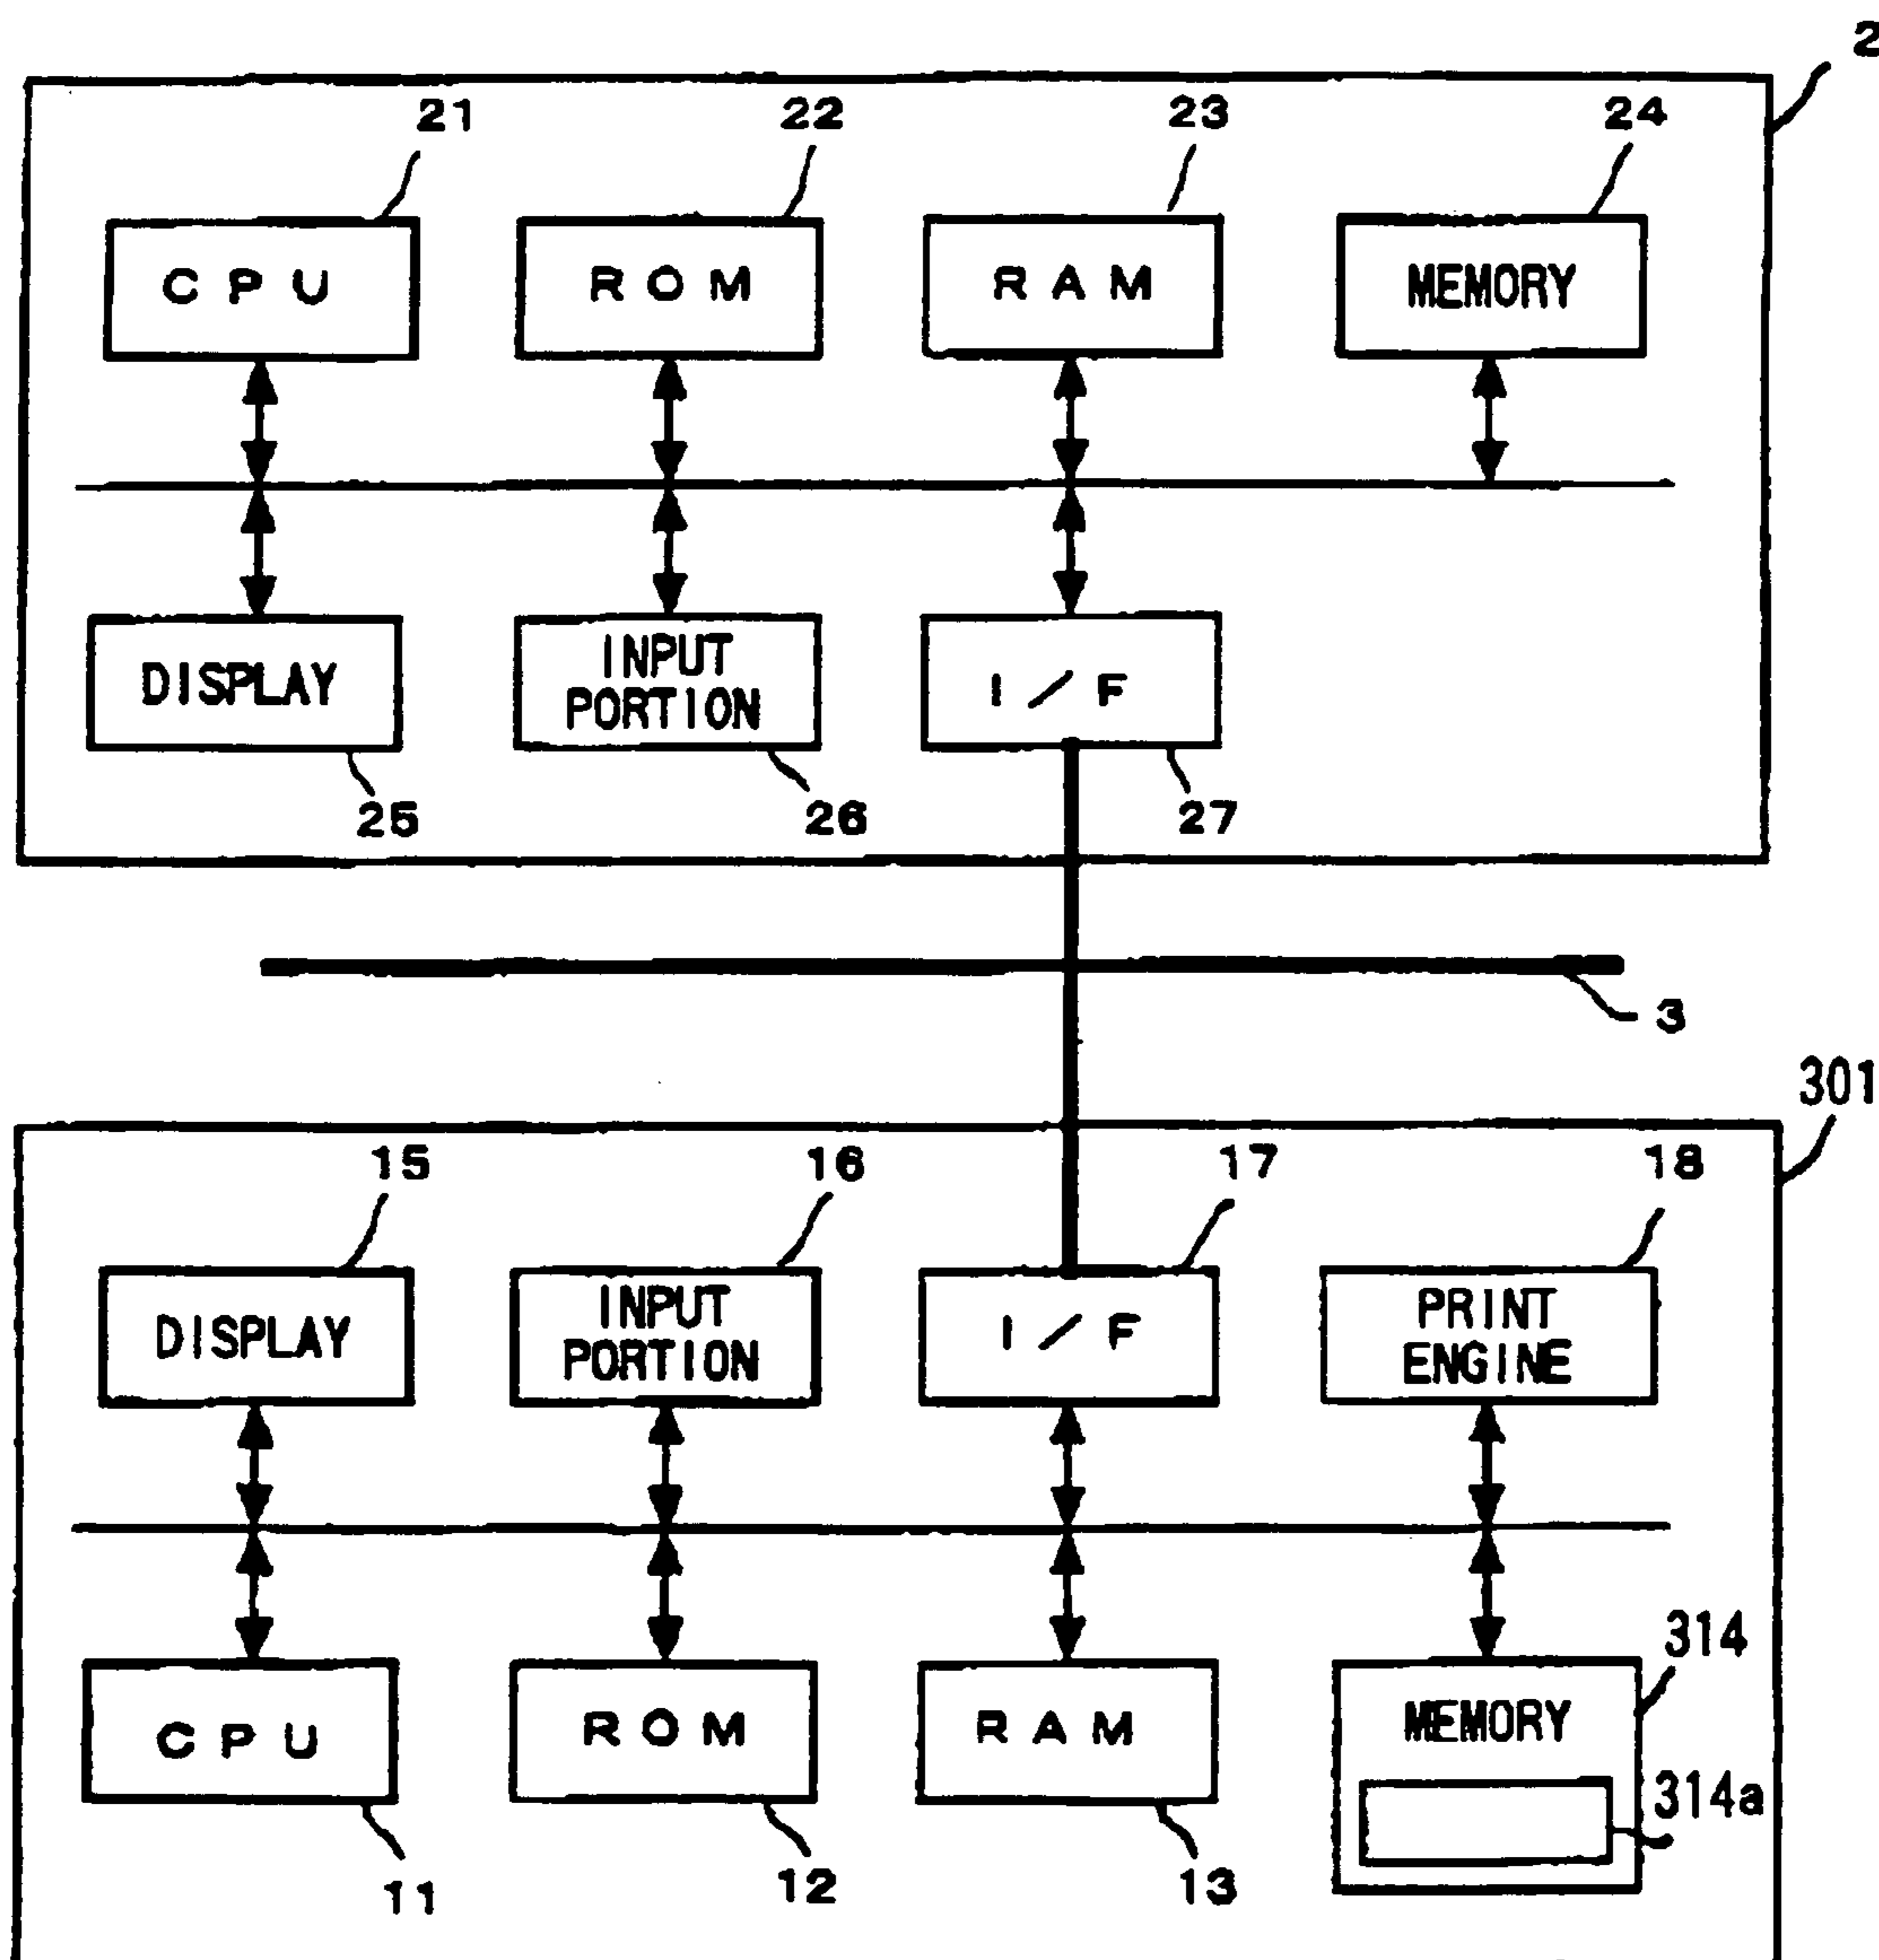 2
21 22 23 24
CPU ROM RAM MEMORY
DISPLAY INPUT PORTION I/F
25 26 27
3
301
15 16 17 18
DISPLAY INPUT PORTION I/F PRINT ENGINE
314
CPU ROM RAM MEMORY
314a
11 12 13